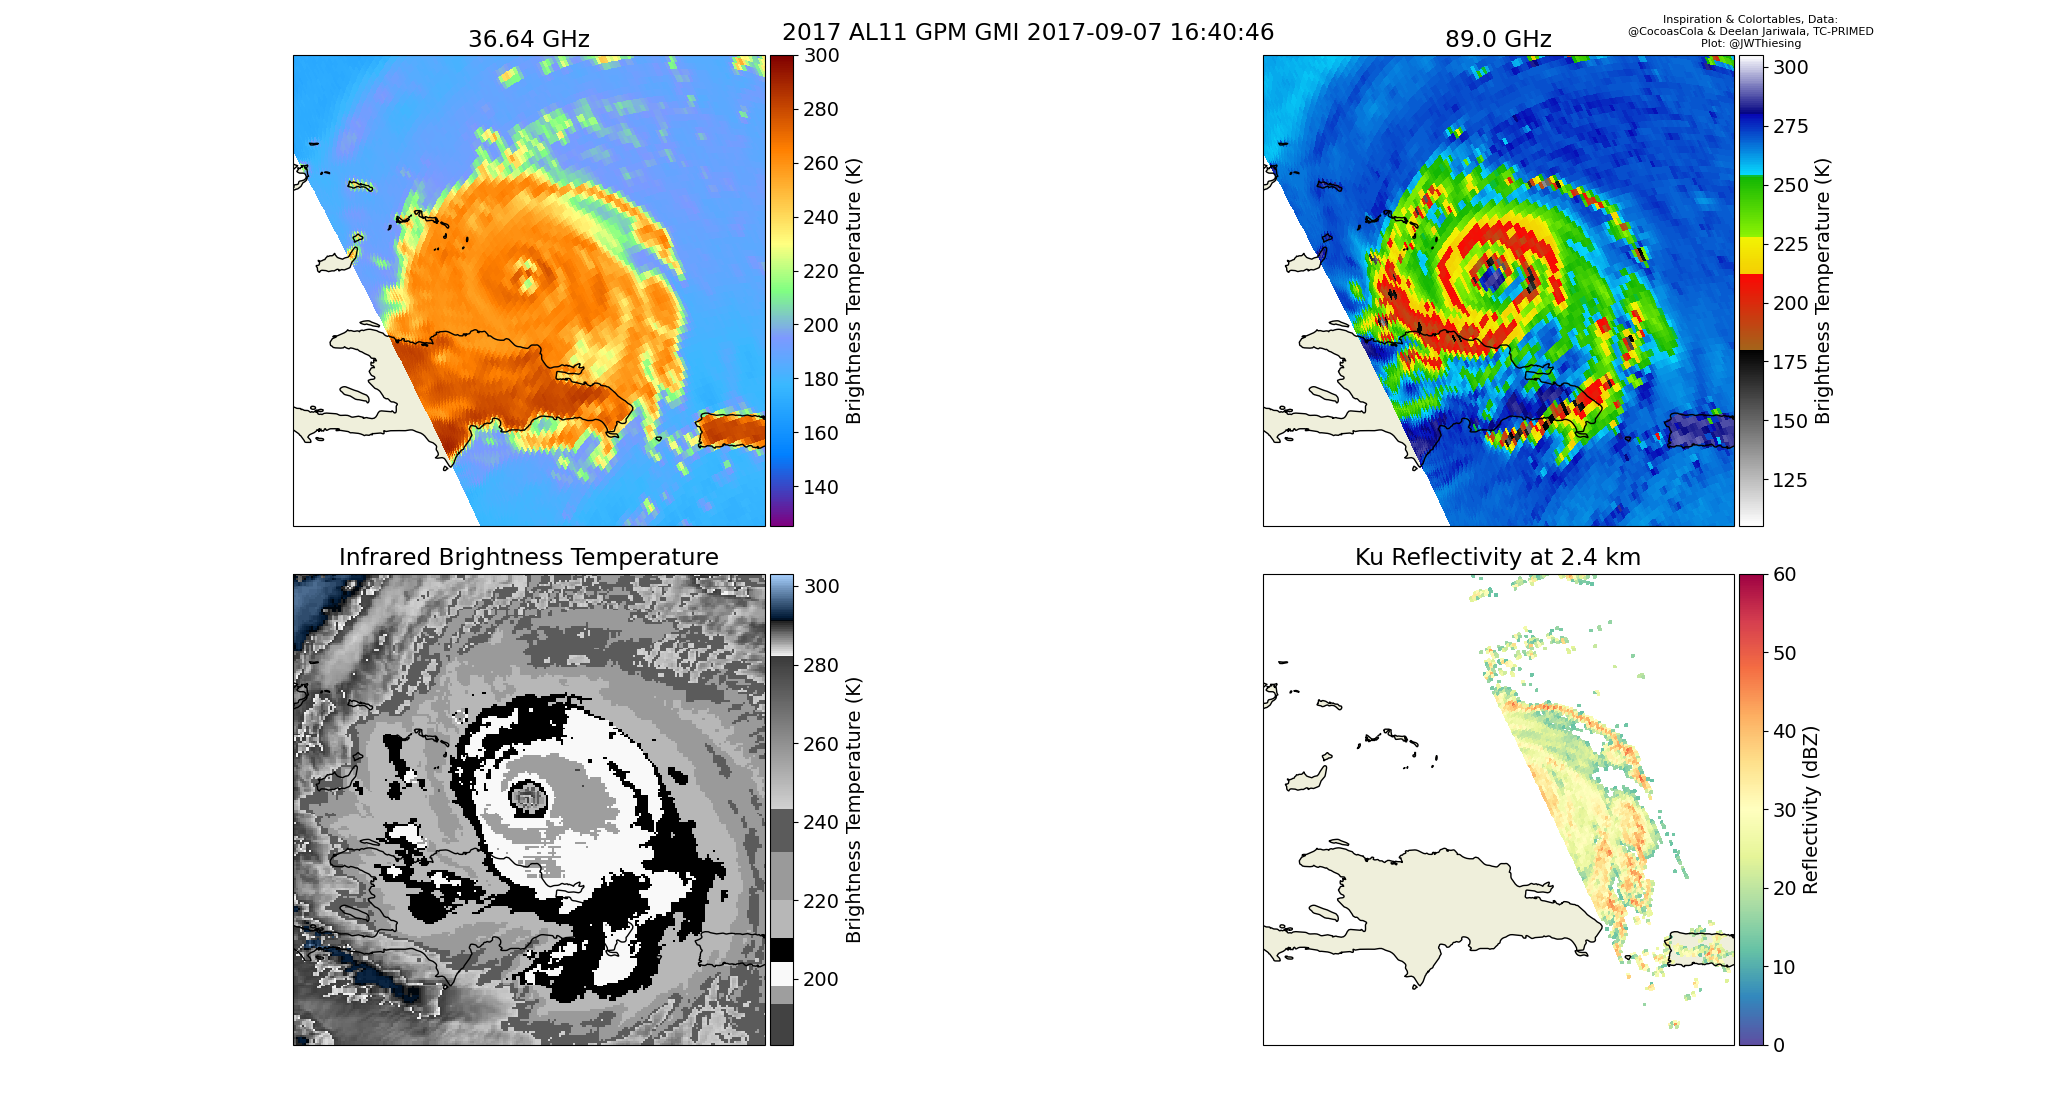 2017 AL11 GPM GMI 2017-09-07 16:40:46
Inspiration & Colortables, Data:
@CocoasCola & Deelan Jariwala, TC-PRIMED
Plot: @JWThiesing
36.64 GHz
300
280
260
240
220
200
180
160
140
Brightness Temperature (K)
89.0 GHz
300
275
250
225
200
175
150
125
Brightness Temperature (K)
Infrared Brightness Temperature
300
280
260
240
220
200
Brightness Temperature (K)
Ku Reflectivity at 2.4 km
60
50
40
30
20
10
0
Reflectivity (dBZ)